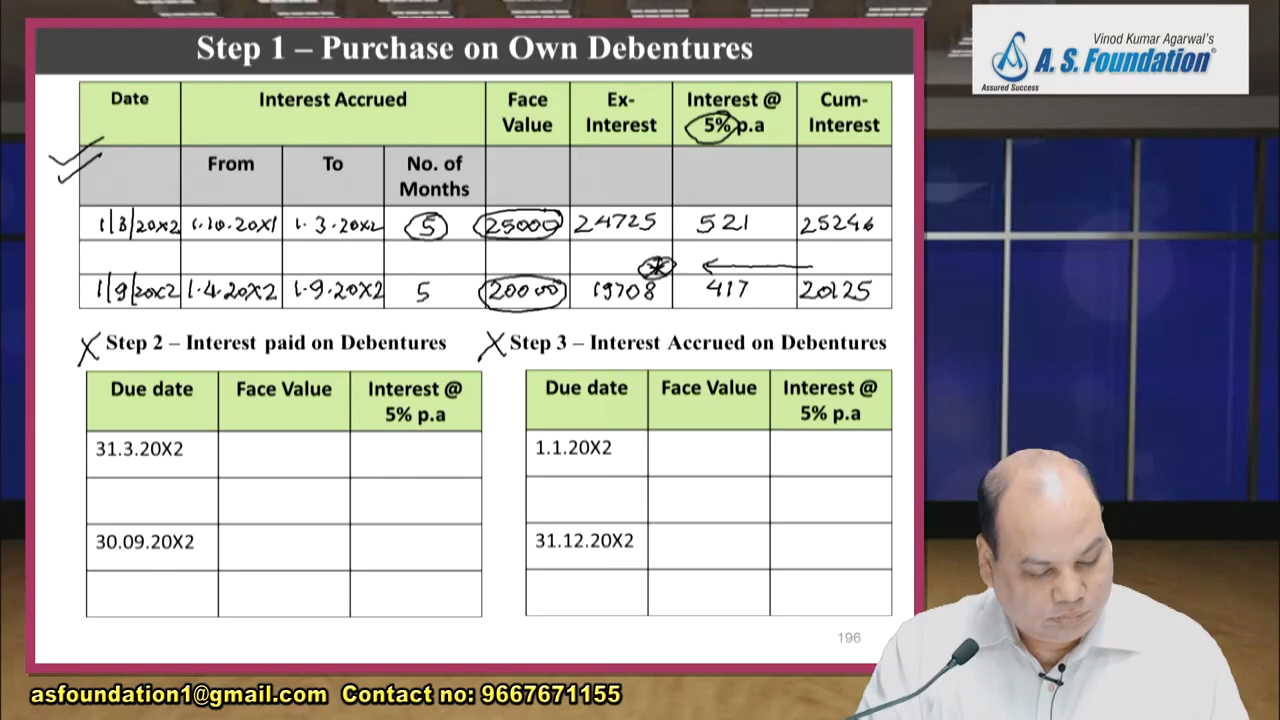 Step 1 – Purchase on Own Debentures
Vinod Kumar Agarwal's
A. S. Foundation®
Assured Success
Date Interest Accrued Face Value Ex-Interest Interest @ 5% p.a Cum-Interest
From To No. of Months
1/3/20X2 1.10.20X1 1.3.20X2 5 25000 24725 521 25246
1/9/20X2 1.4.20X2 1.9.20X2 5 20000 19708 417 20125
Step 2 – Interest paid on Debentures
Due date Face Value Interest @ 5% p.a
31.3.20X2
30.09.20X2
Step 3 – Interest Accrued on Debentures
Due date Face Value Interest @ 5% p.a
1.1.20X2
31.12.20X2
196
asfoundation1@gmail.com Contact no: 9667671155